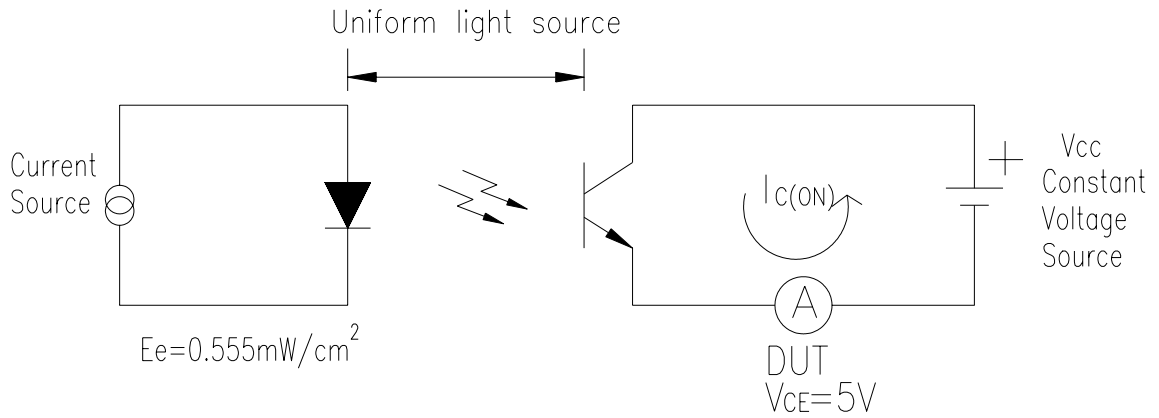 Uniform light source
Current
Source
IC(ON)
+
Vcc
Constant
Voltage
Source
A
Ee=0.555mW/cm²
DUT
VCE=5V